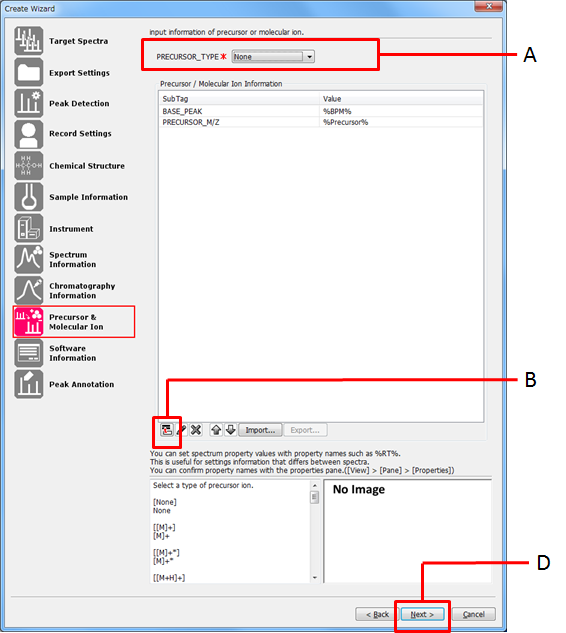 Create Wizard
Target Spectra
Export Settings
Peak Detection
Record Settings
Chemical Structure
Sample Information
Instrument
Spectrum
Information
Chromatography
Information
Precursor &
Molecular Ion
Software
Information
Peak Annotation
input information of precursor or molecular ion.
PRECURSOR_TYPE None
A
Precursor / Molecular Ion Information
SubTag Value
BASE_PEAK %BPM%
PRECURSOR_M/Z %Precursor%
B
Import... Export...
You can set spectrum property values with property names such as %RT%.
This is useful for settings information that differs between spectra.
You can confirm property names with the properties pane.([View] > [Pane] > [Properties])
Select a type of precursor ion.
[None]
None
[[M]+]
[M]+
[[M]+*]
[M]+*
[[M+H]+]
No Image
D
< Back Next > Cancel